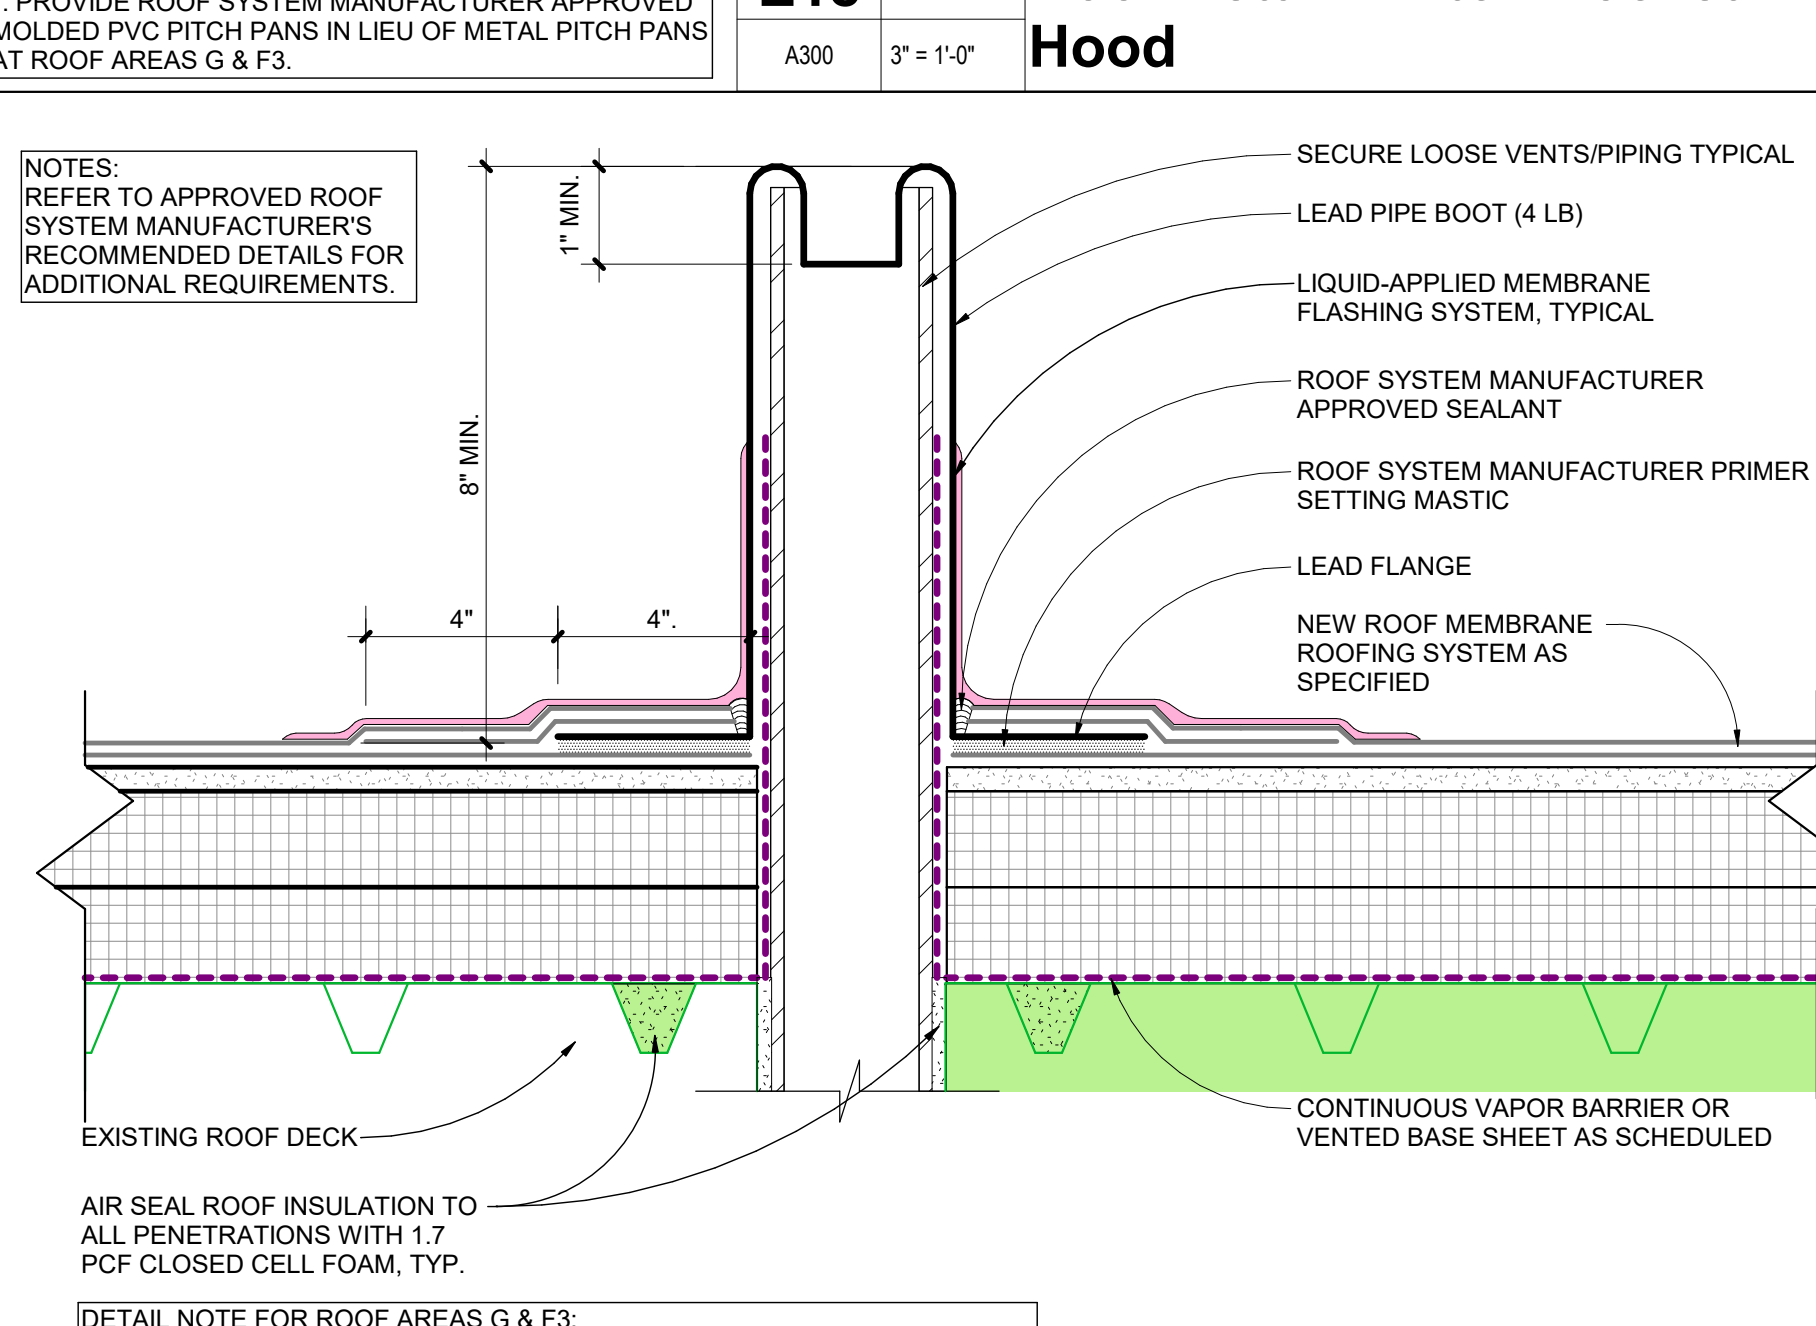 . PROVIDE ROOF SYSTEM MANUFACTURER APPROVED
MOLDED PVC PITCH PANS IN LIEU OF METAL PITCH PANS
AT ROOF AREAS G & F3.
A300
3" = 1'-0"
Hood
NOTES:
REFER TO APPROVED ROOF
SYSTEM MANUFACTURER'S
RECOMMENDED DETAILS FOR
ADDITIONAL REQUIREMENTS.
1" MIN.
8" MIN.
4"
4".
SECURE LOOSE VENTS/PIPING TYPICAL
LEAD PIPE BOOT (4 LB)
LIQUID-APPLIED MEMBRANE
FLASHING SYSTEM, TYPICAL
ROOF SYSTEM MANUFACTURER
APPROVED SEALANT
ROOF SYSTEM MANUFACTURER PRIMER
SETTING MASTIC
LEAD FLANGE
NEW ROOF MEMBRANE
ROOFING SYSTEM AS
SPECIFIED
CONTINUOUS VAPOR BARRIER OR
VENTED BASE SHEET AS SCHEDULED
EXISTING ROOF DECK
AIR SEAL ROOF INSULATION TO
ALL PENETRATIONS WITH 1.7
PCF CLOSED CELL FOAM, TYP.
DETAIL NOTE FOR ROOF AREAS G & F3: